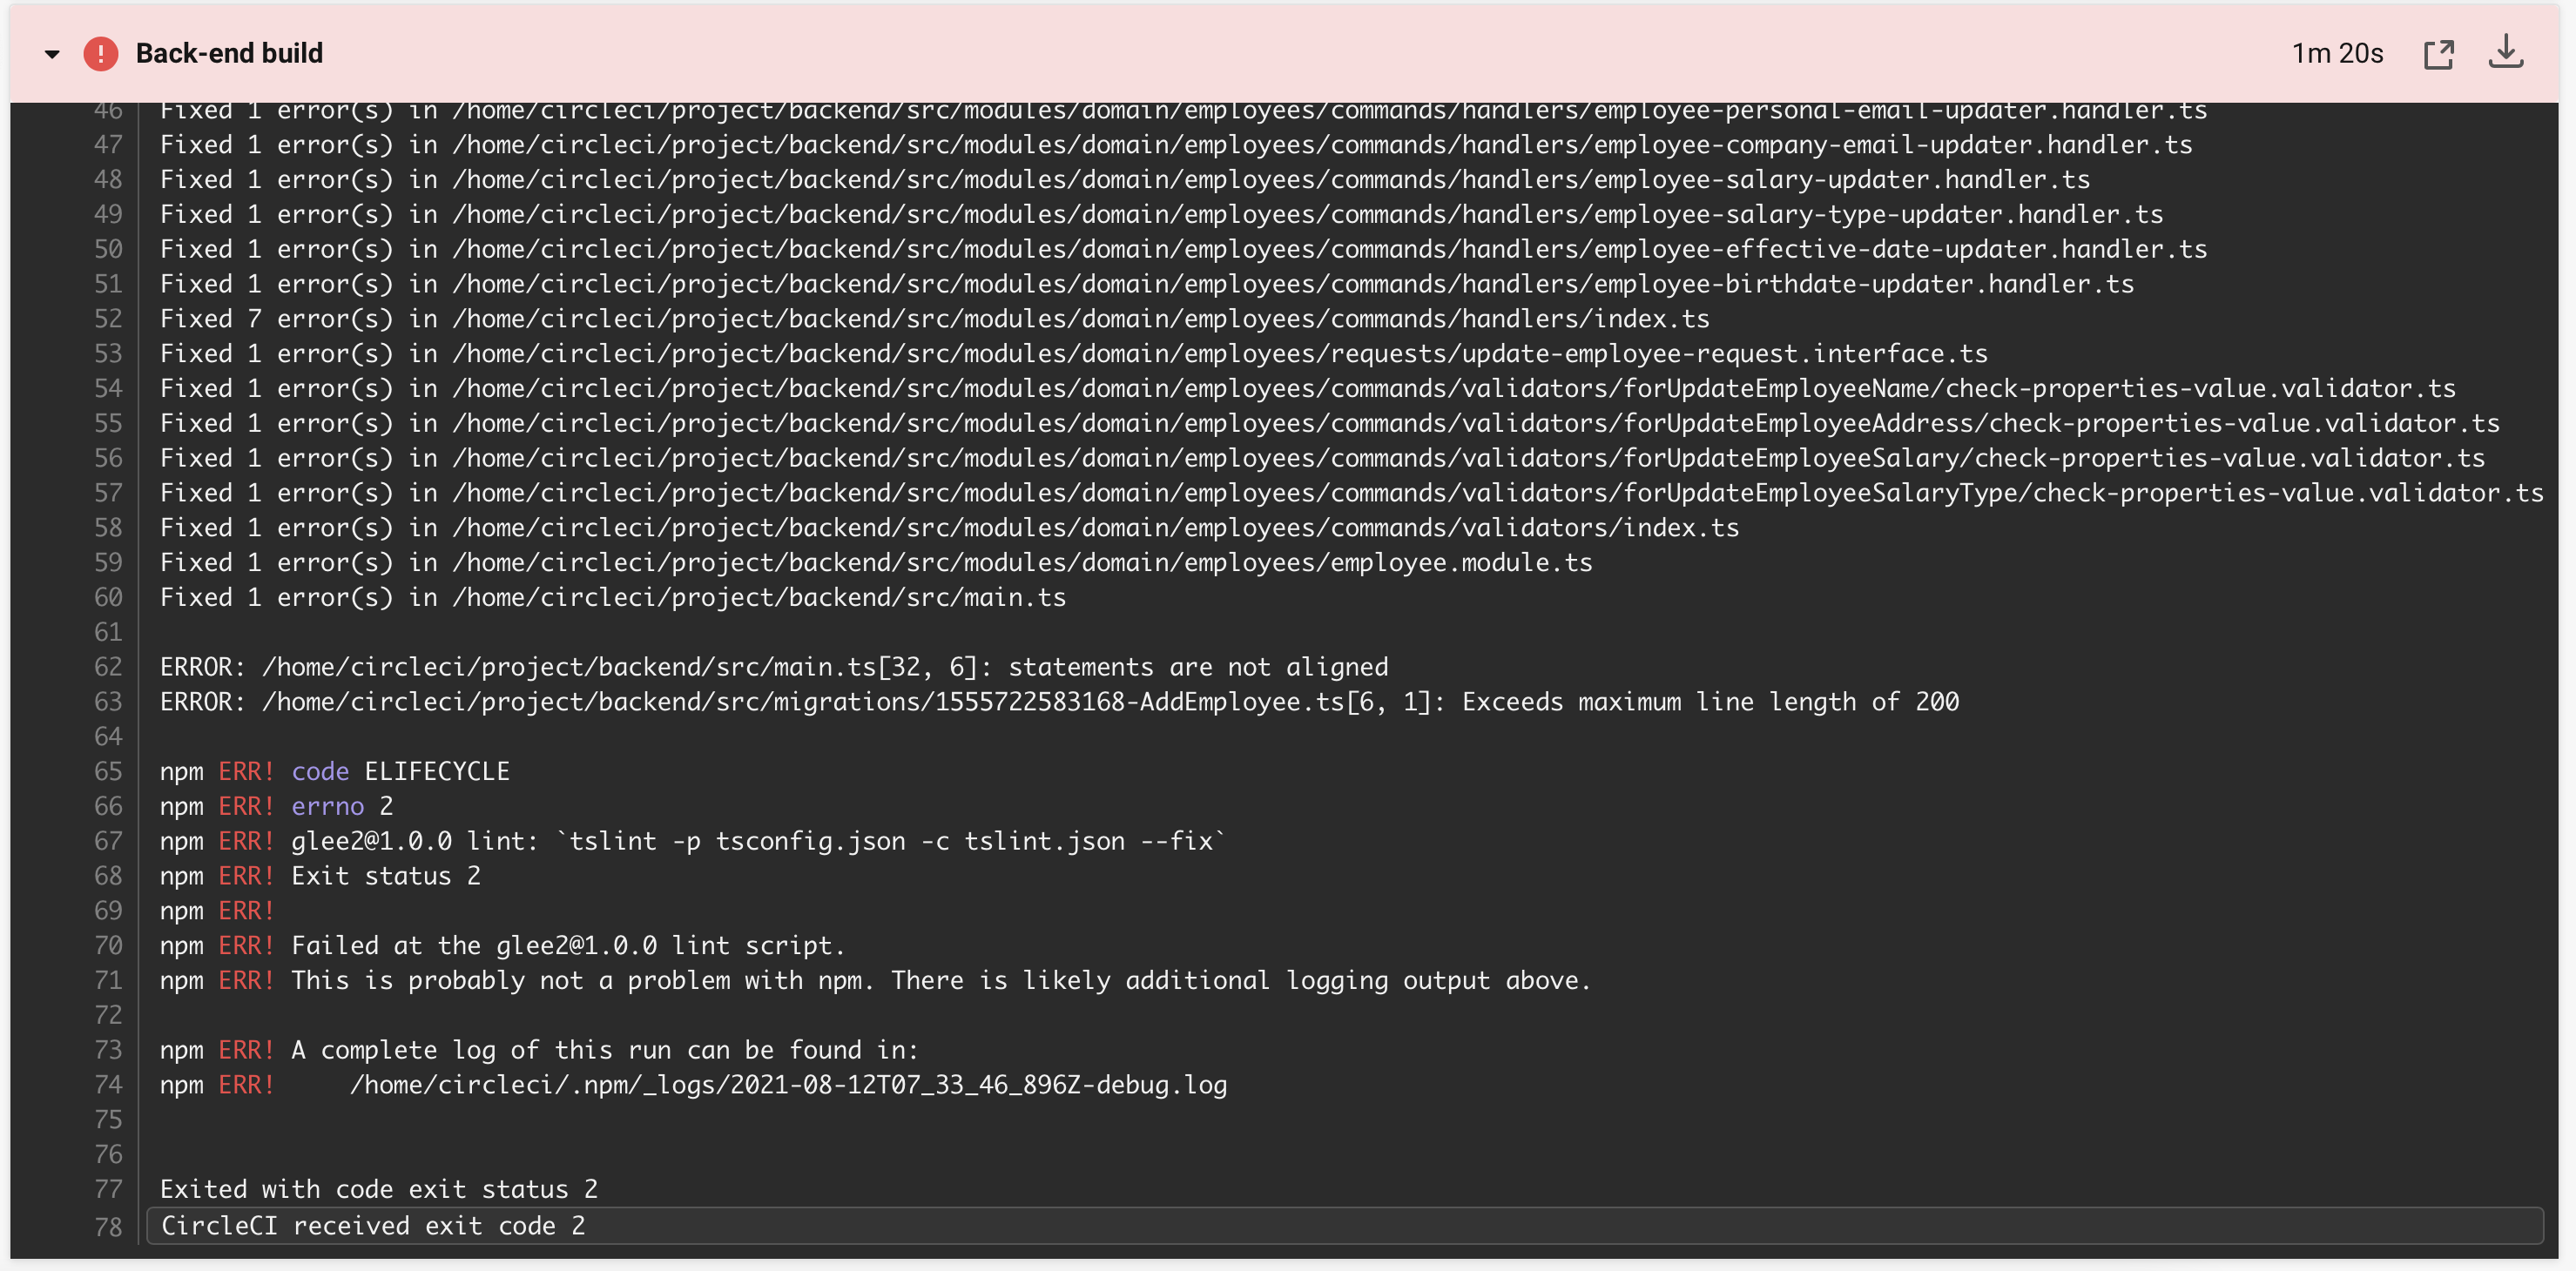 Back-end build
1m 20s
46 Fixed 1 error(s) in /home/circleci/project/backend/src/modules/domain/employees/commands/handlers/employee-personal-email-updater.handler.ts
47 Fixed 1 error(s) in /home/circleci/project/backend/src/modules/domain/employees/commands/handlers/employee-company-email-updater.handler.ts
48 Fixed 1 error(s) in /home/circleci/project/backend/src/modules/domain/employees/commands/handlers/employee-salary-updater.handler.ts
49 Fixed 1 error(s) in /home/circleci/project/backend/src/modules/domain/employees/commands/handlers/employee-salary-type-updater.handler.ts
50 Fixed 1 error(s) in /home/circleci/project/backend/src/modules/domain/employees/commands/handlers/employee-effective-date-updater.handler.ts
51 Fixed 1 error(s) in /home/circleci/project/backend/src/modules/domain/employees/commands/handlers/employee-birthdate-updater.handler.ts
52 Fixed 7 error(s) in /home/circleci/project/backend/src/modules/domain/employees/commands/handlers/index.ts
53 Fixed 1 error(s) in /home/circleci/project/backend/src/modules/domain/employees/requests/update-employee-request.interface.ts
54 Fixed 1 error(s) in /home/circleci/project/backend/src/modules/domain/employees/commands/validators/forUpdateEmployeeName/check-properties-value.validator.ts
55 Fixed 1 error(s) in /home/circleci/project/backend/src/modules/domain/employees/commands/validators/forUpdateEmployeeAddress/check-properties-value.validator.ts
56 Fixed 1 error(s) in /home/circleci/project/backend/src/modules/domain/employees/commands/validators/forUpdateEmployeeSalary/check-properties-value.validator.ts
57 Fixed 1 error(s) in /home/circleci/project/backend/src/modules/domain/employees/commands/validators/forUpdateEmployeeSalaryType/check-properties-value.validator.ts
58 Fixed 1 error(s) in /home/circleci/project/backend/src/modules/domain/employees/commands/validators/index.ts
59 Fixed 1 error(s) in /home/circleci/project/backend/src/modules/domain/employees/employee.module.ts
60 Fixed 1 error(s) in /home/circleci/project/backend/src/main.ts
61
62 ERROR: /home/circleci/project/backend/src/main.ts[32, 6]: statements are not aligned
63 ERROR: /home/circleci/project/backend/src/migrations/1555722583168-AddEmployee.ts[6, 1]: Exceeds maximum line length of 200
64
65 npm ERR! code ELIFECYCLE
66 npm ERR! errno 2
67 npm ERR! glee2@1.0.0 lint: `tslint -p tsconfig.json -c tslint.json --fix`
68 npm ERR! Exit status 2
69 npm ERR!
70 npm ERR! Failed at the glee2@1.0.0 lint script.
71 npm ERR! This is probably not a problem with npm. There is likely additional logging output above.
72
73 npm ERR! A complete log of this run can be found in:
74 npm ERR!     /home/circleci/.npm/_logs/2021-08-12T07_33_46_896Z-debug.log
75
76
77 Exited with code exit status 2
78 CircleCI received exit code 2